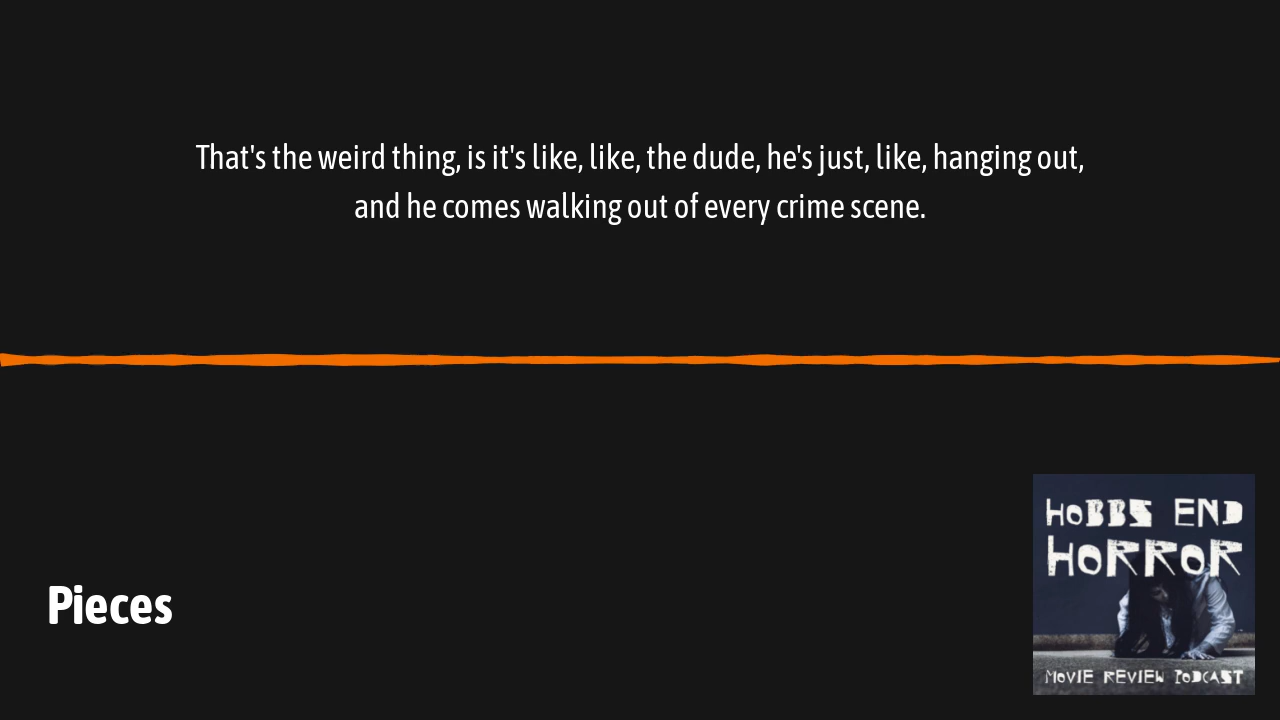 That's the weird thing, is it's like, like, the dude, he's just, like, hanging out,
and he comes walking out of every crime scene.
HoBBS END
HoRRoR
Pieces
MoVIE REVIEW PoDCAST